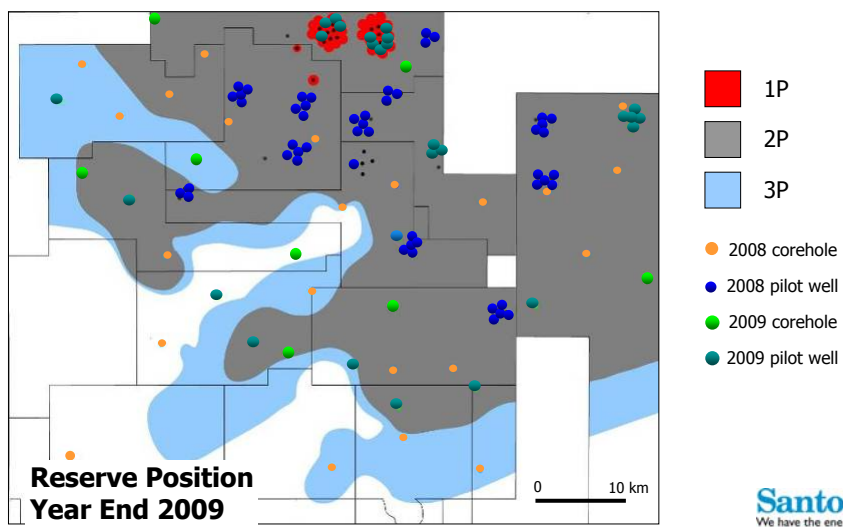 1P
2P
3P
2008 corehole
2008 pilot well
2009 corehole
2009 pilot well
Reserve Position
Year End 2009
0 10 km
Santo
We have the ene